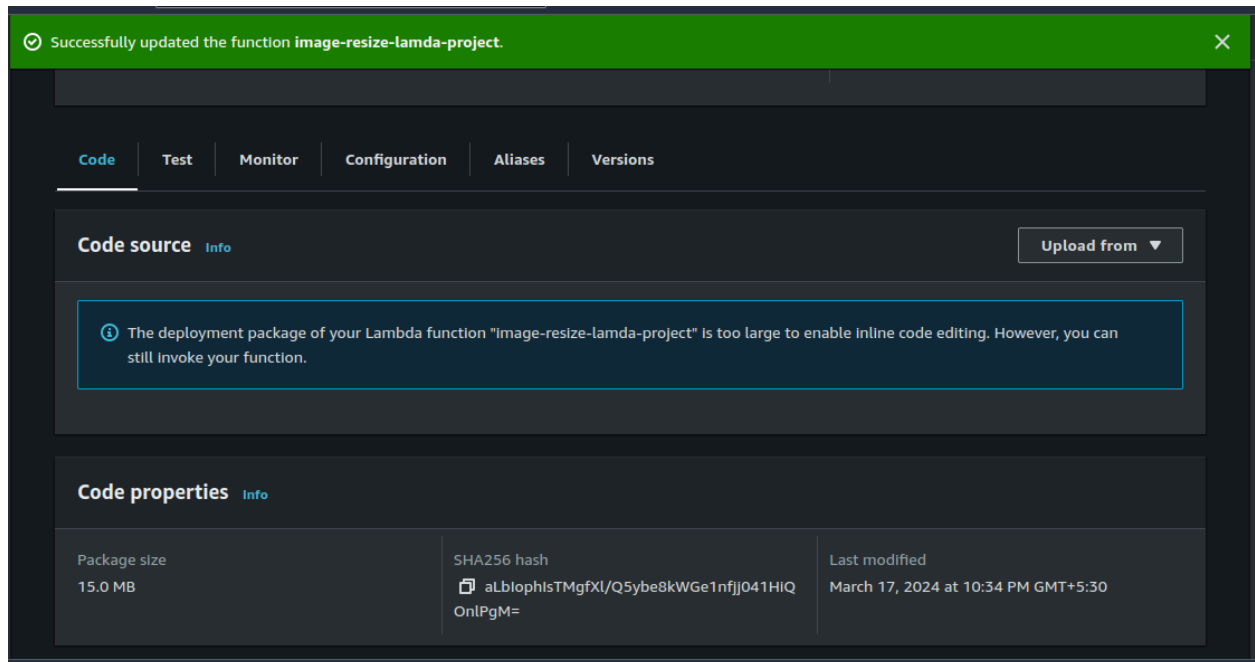 Successfully updated the function image-resize-lamda-project.
Code Test Monitor Configuration Aliases Versions
Code source Info
Upload from
The deployment package of your Lambda function "image-resize-lamda-project" is too large to enable inline code editing. However, you can
still invoke your function.
Code properties Info
Package size
15.0 MB
SHA256 hash
aLbIophIsTMgfXl/Q5ybe8kWGe1nfjj041HiQ
OnlPgM=
Last modified
March 17, 2024 at 10:34 PM GMT+5:30